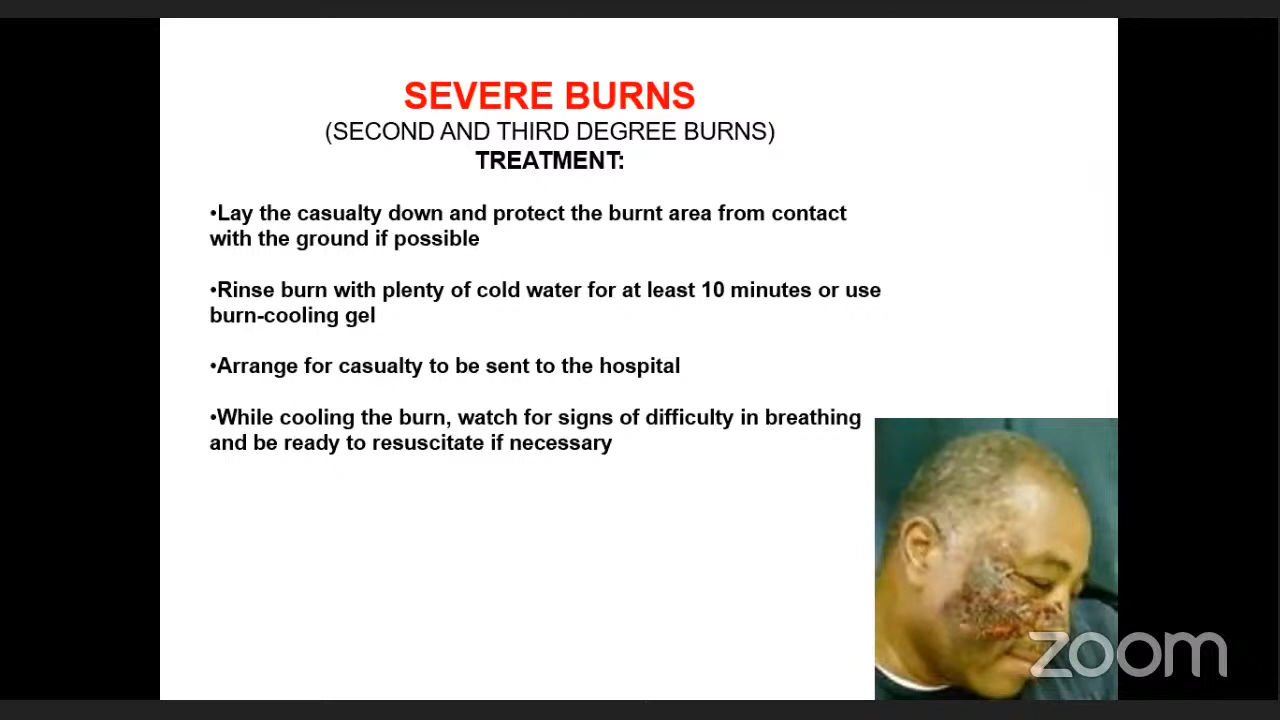 SEVERE BURNS
(SECOND AND THIRD DEGREE BURNS)
TREATMENT:
•Lay the casualty down and protect the burnt area from contact
with the ground if possible
•Rinse burn with plenty of cold water for at least 10 minutes or use
burn-cooling gel
•Arrange for casualty to be sent to the hospital
•While cooling the burn, watch for signs of difficulty in breathing
and be ready to resuscitate if necessary
zoom